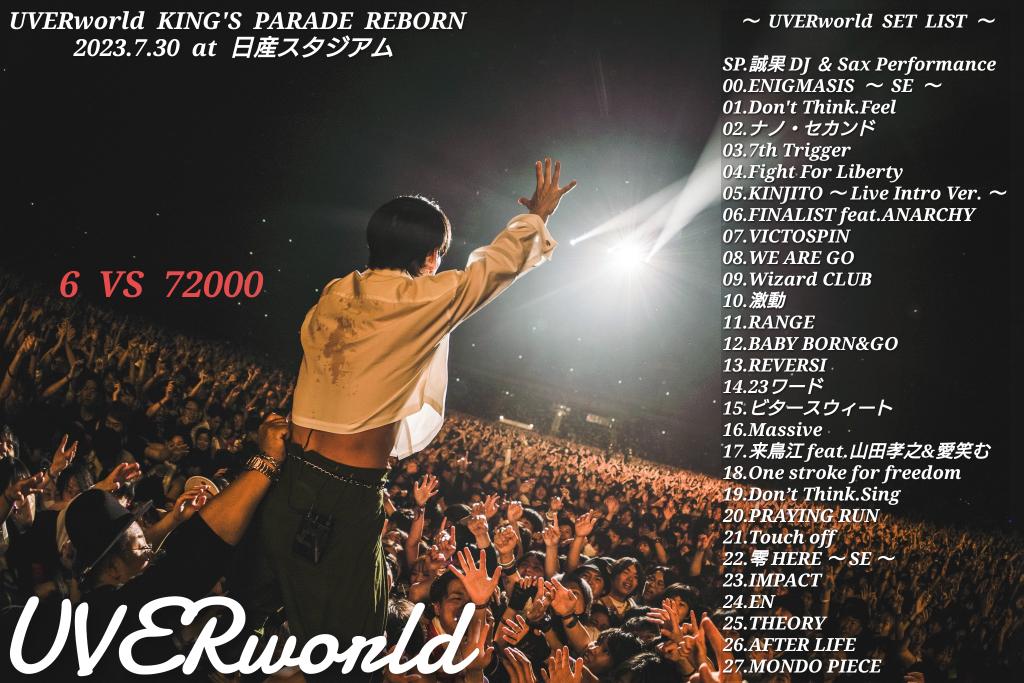 UVERworld KING'S PARADE REBORN
2023.7.30 at 日産スタジアム
6 VS 72000
UVERworld
～ UVERworld SET LIST ～
SP.誠果 DJ & Sax Performance
00.ENIGMASIS ～ SE ～
01.Don't Think.Feel
02.ナノ・セカンド
03.7th Trigger
04.Fight For Liberty
05.KINJITO ～ Live Intro Ver. ～
06.FINALIST feat.ANARCHY
07.VICTOSPIN
08.WE ARE GO
09.Wizard CLUB
10.激動
11.RANGE
12.BABY BORN&GO
13.REVERSI
14.23ワード
15.ビタースウィート
16.Massive
17.来鳥江 feat.山田孝之&愛笑む
18.One stroke for freedom
19.Don't Think.Sing
20.PRAYING RUN
21.Touch off
22.零 HERE ～ SE ～
23.IMPACT
24.EN
25.THEORY
26.AFTER LIFE
27.MONDO PIECE